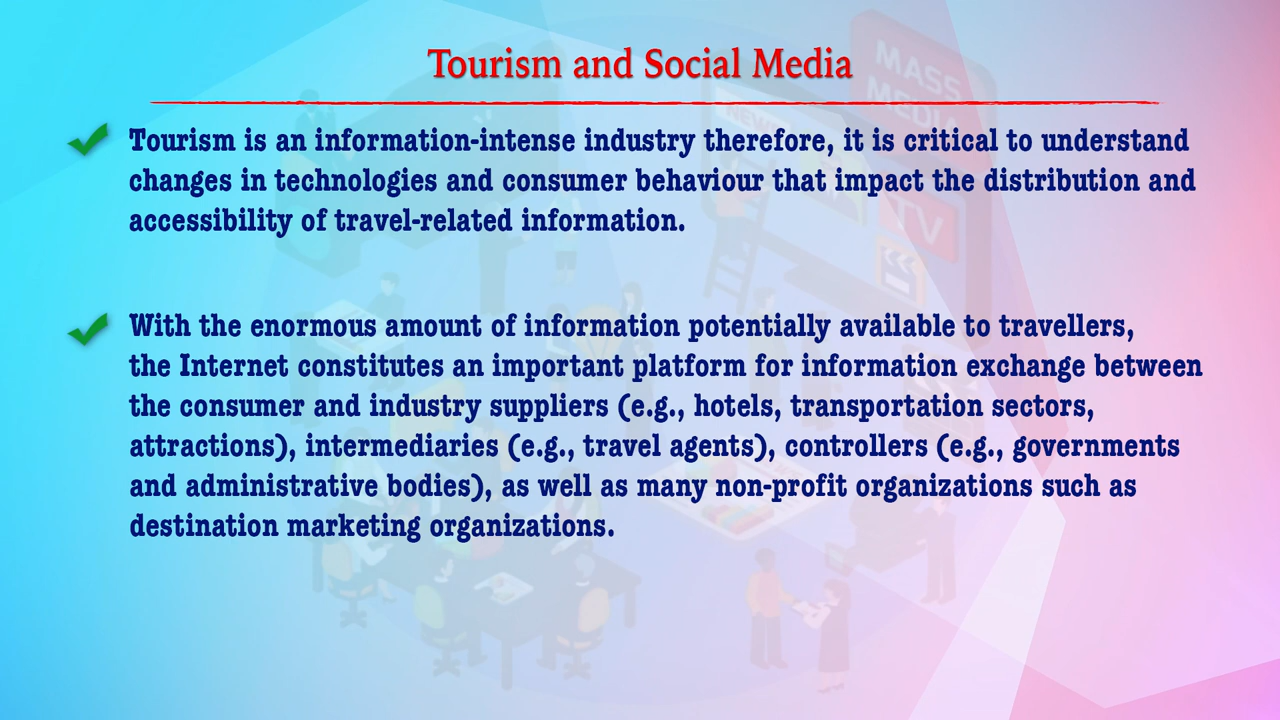 Tourism and Social Media
Tourism is an information-intense industry therefore, it is critical to understand
changes in technologies and consumer behaviour that impact the distribution and
accessibility of travel-related information.
With the enormous amount of information potentially available to travellers,
the Internet constitutes an important platform for information exchange between
the consumer and industry suppliers (e.g., hotels, transportation sectors,
attractions), intermediaries (e.g., travel agents), controllers (e.g., governments
and administrative bodies), as well as many non-profit organizations such as
destination marketing organizations.
MASS
MEDIA
NEWS
TV